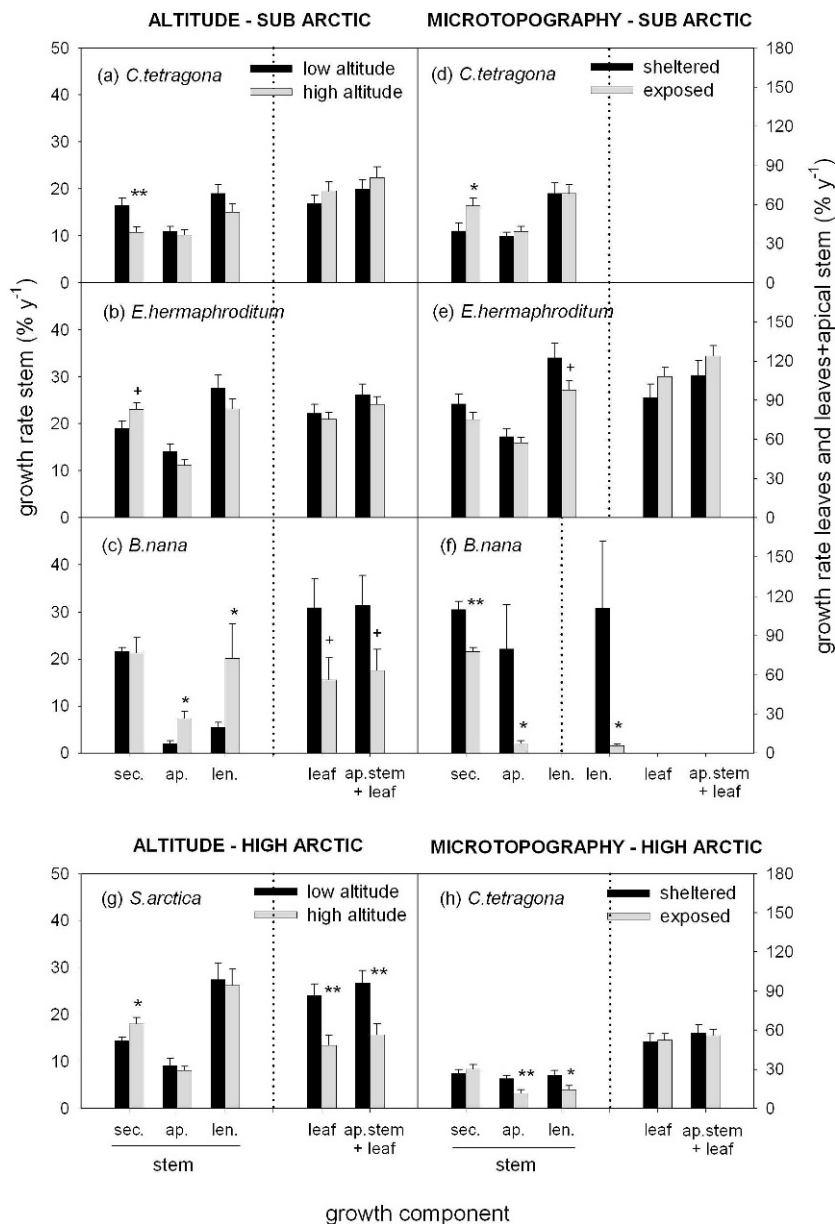 ALTITUDE - SUB ARCTIC
MICROTOPOGRAPHY - SUB ARCTIC
50
(a) C.tetragona
low altitude
high altitude
(d) C.tetragona
sheltered
exposed
180
40
150
30
120
20
**
*
90
10
60
30
0
0
(b) E.hermaphroditum
(e) E.hermaphroditum
40
150
30
+
+
120
20
90
10
60
30
0
0
(c) B.nana
(f) B.nana
40
150
30
*
**
120
20
*
+
+
*
*
90
10
60
30
0
0
sec.
ap.
len.
leaf
ap.stem
+ leaf
sec.
ap.
len.
len.
leaf
ap.stem
+ leaf
growth rate stem (% y-1)
growth rate leaves and leaves+apical stem (% y-1)
ALTITUDE - HIGH ARCTIC
MICROTOPOGRAPHY - HIGH ARCTIC
50
(g) S.arctica
low altitude
high altitude
(h) C.tetragona
sheltered
exposed
180
40
150
30
**
**
120
20
*
90
10
**
*
60
30
0
0
sec.
ap.
len.
leaf
ap.stem
+ leaf
sec.
ap.
len.
leaf
ap.stem
+ leaf
stem
stem
growth component